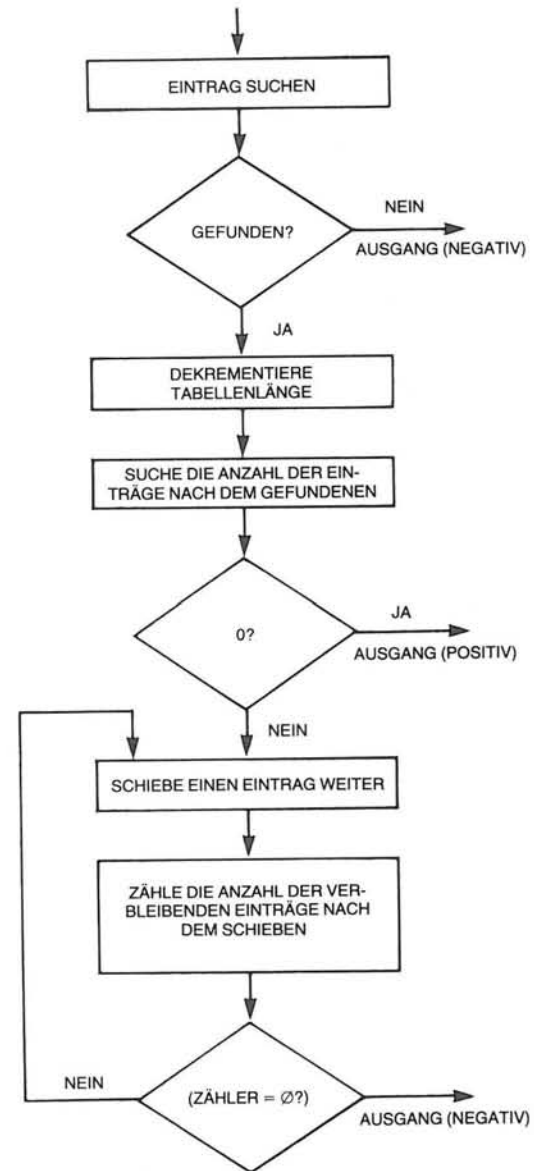 EINTRAG SUCHEN
GEFUNDEN?
NEIN
AUSGANG (NEGATIV)
JA
DEKREMENTIERE
TABELLENLÄNGE
SUCHE DIE ANZAHL DER EIN-
TRÄGE NACH DEM GEFUNDENEN
0?
JA
AUSGANG (POSITIV)
NEIN
SCHIEBE EINEN EINTRAG WEITER
ZÄHLE DIE ANZAHL DER VER-
BLEIBENDEN EINTRÄGE NACH
DEM SCHIEBEN
NEIN
(ZÄHLER = Ø?)
AUSGANG (NEGATIV)